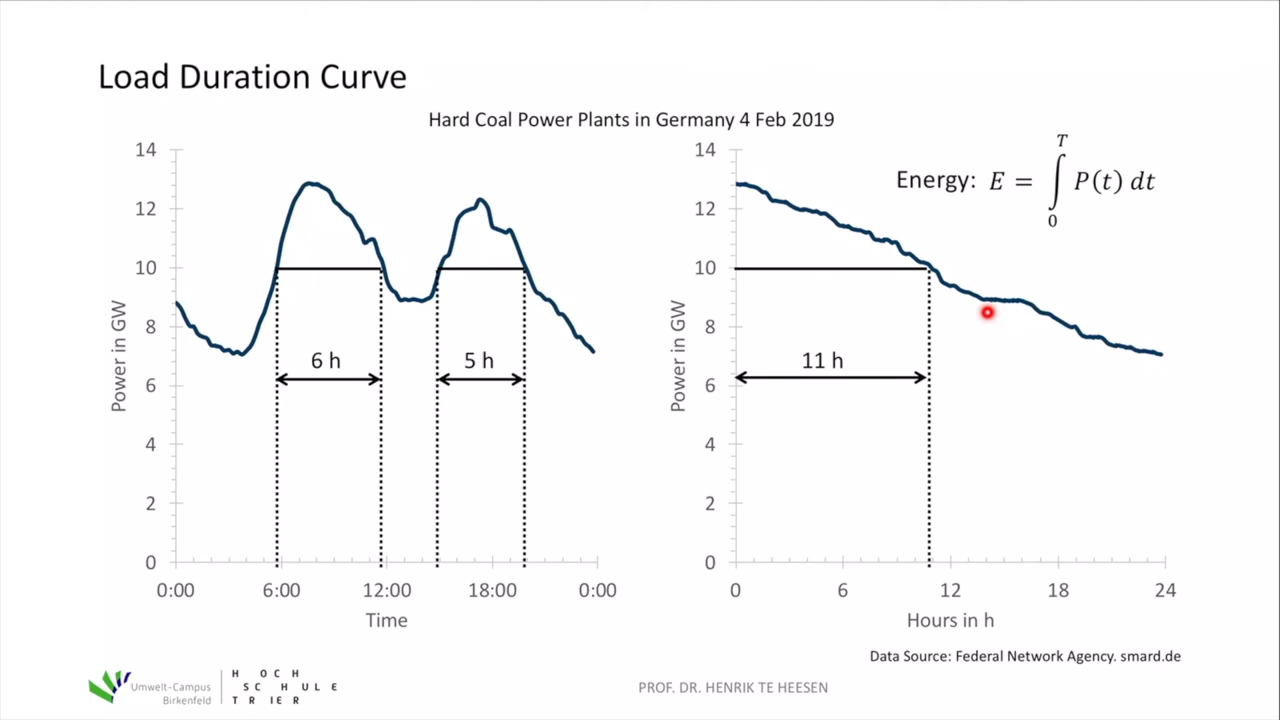 Load Duration Curve
Hard Coal Power Plants in Germany 4 Feb 2019
14
12
10
8
6
4
2
0
Power in GW
6 h
5 h
0:00
6:00
12:00
18:00
0:00
Time
14
12
10
8
6
4
2
0
Power in GW
Energy: E = ∫₀ᵀ P(t) dt
11 h
0
6
12
18
24
Hours in h
Data Source: Federal Network Agency. smard.de
Umwelt-Campus
Birkenfeld
H O C H
S C H U L E
T R I E R
PROF. DR. HENRIK TE HEESEN